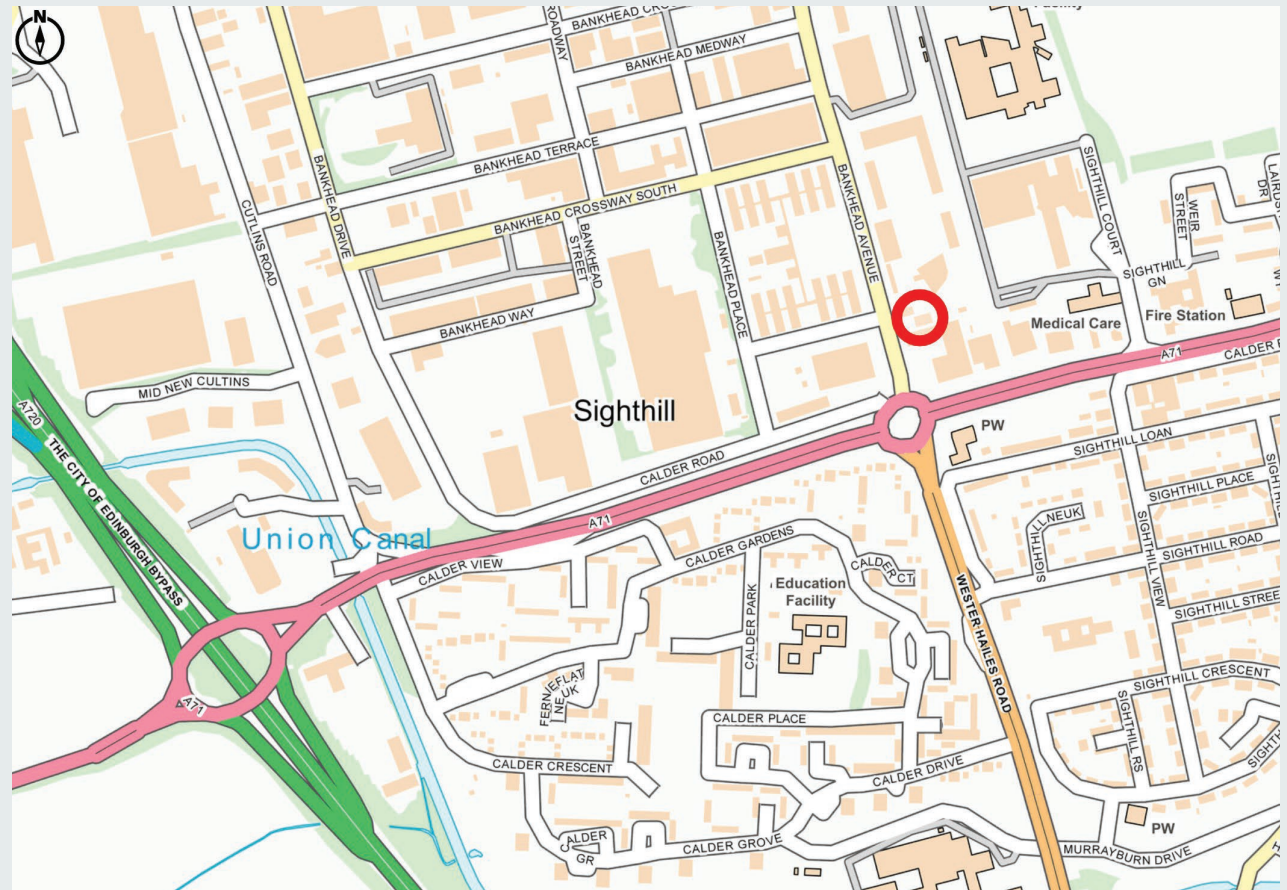 N
Facility
BANKHEAD MEDWAY
BANKHEAD TERRACE
BANKHEAD DRIVE
CUTLINS ROAD
BANKHEAD CROSSWAY SOUTH
BANKHEAD
STREET
BANKHEAD PLACE
BANKHEAD AVENUE
BANKHEAD WAY
SIGHTHILL COURT
WEIR
STREET
DR
SIGHTHILL
GN
Medical Care
Fire Station
A71
CALDER
MID NEW CULTINS
A720
THE CITY OF EDINBURGH BYPASS
Sighthill
CALDER ROAD
PW
SIGHTHILL LOAN
SIGHTHILL PLACE
SIGHTHILL NEUK
SIGHTHILL ROAD
SIGHTHILL VIEW
Union Canal
A71
CALDER VIEW
CALDER GARDENS
CALDER CT
CALDER PARK
Education
Facility
WESTER HAILES ROAD
SIGHTHILL CRESCENT
SIGHTHILL RS
A71
FERNIEFLAT
NEUK
CALDER PLACE
CALDER CRESCENT
CALDER DRIVE
CALDER
GR
CALDER GROVE
PW
MURRAYBURN DRIVE